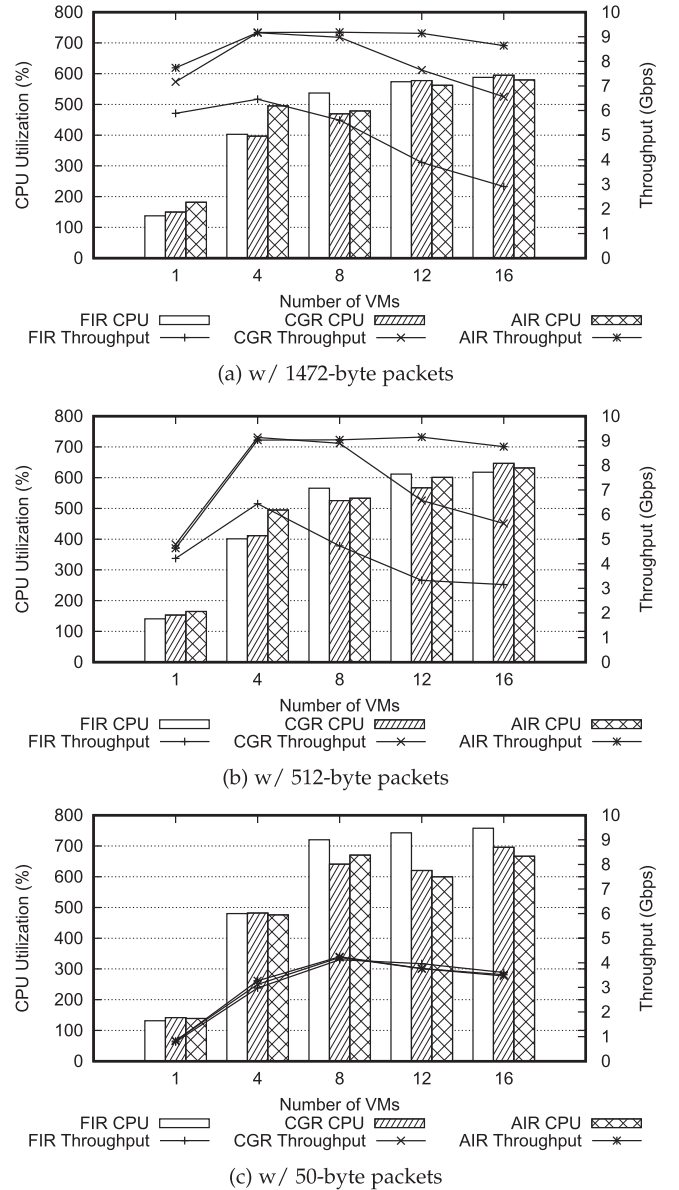 800
700
600
500
400
300
200
100
0
CPU Utilization (%)
10
9
8
7
6
5
4
3
2
1
0
Throughput (Gbps)
1 4 8 12 16
Number of VMs
FIR CPU CGR CPU AIR CPU
FIR Throughput CGR Throughput AIR Throughput
(a) w/ 1472-byte packets
800
700
600
500
400
300
200
100
0
CPU Utilization (%)
10
9
8
7
6
5
4
3
2
1
0
Throughput (Gbps)
1 4 8 12 16
Number of VMs
FIR CPU CGR CPU AIR CPU
FIR Throughput CGR Throughput AIR Throughput
(b) w/ 512-byte packets
800
700
600
500
400
300
200
100
0
CPU Utilization (%)
10
9
8
7
6
5
4
3
2
1
0
Throughput (Gbps)
1 4 8 12 16
Number of VMs
FIR CPU CGR CPU AIR CPU
FIR Throughput CGR Throughput AIR Throughput
(c) w/ 50-byte packets